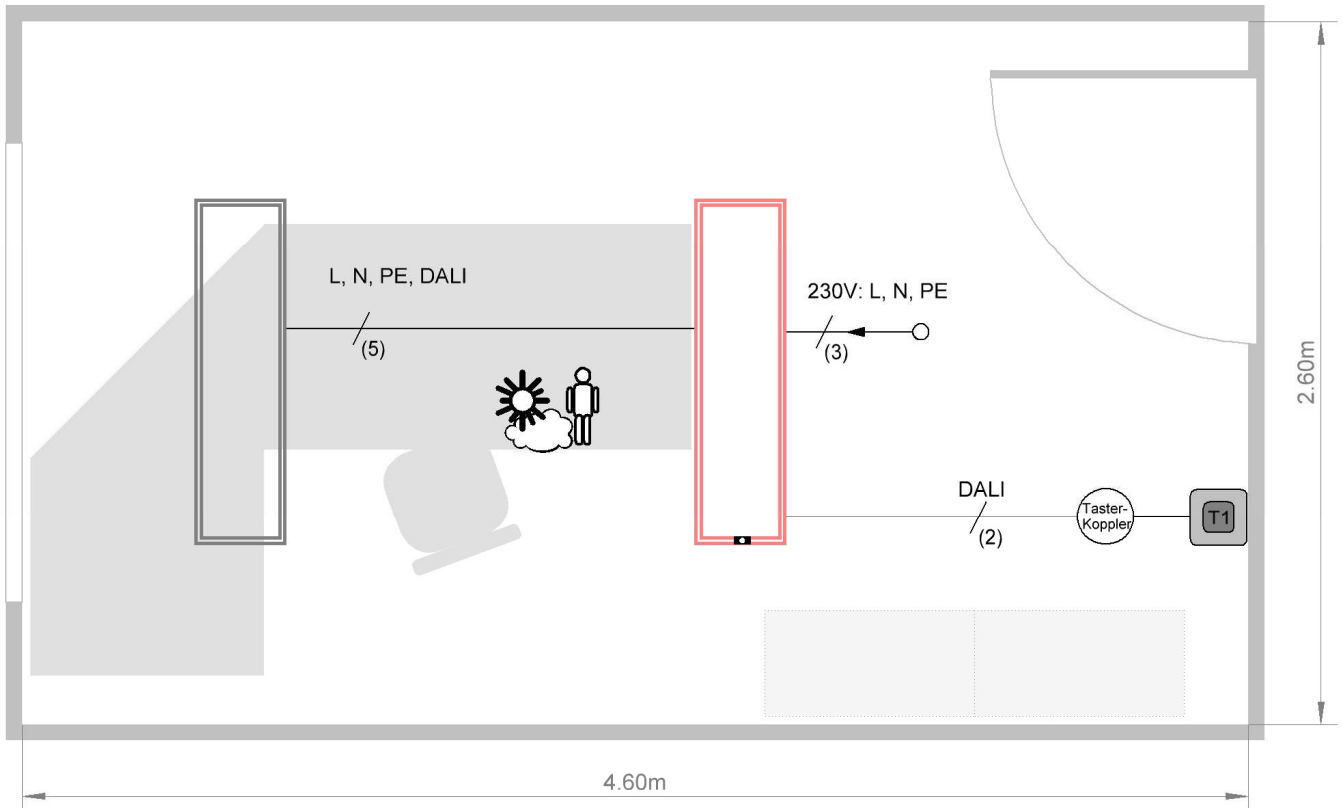 L, N, PE, DALI
(5)
230V: L, N, PE
(3)
2.60m
DALI
(2)
Taster-
Koppler
T1
4.60m